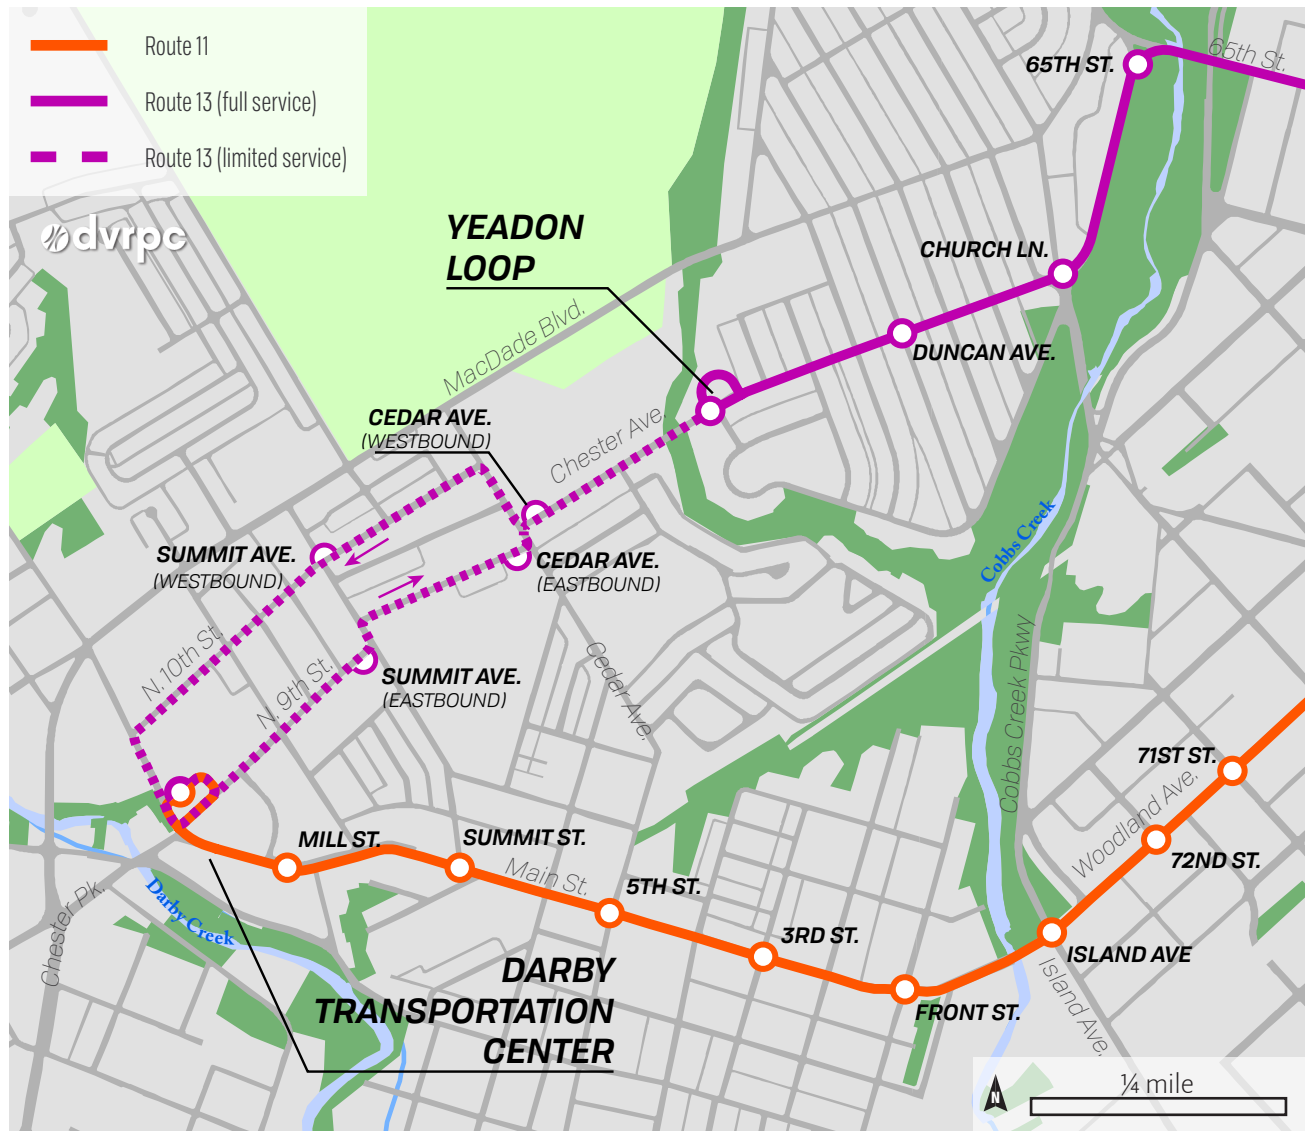 Route 11
Route 13 (full service)
Route 13 (limited service)
dvrpc
65TH ST.
65th St.
YEADON
LOOP
CHURCH LN.
DUNCAN AVE.
MacDade Blvd.
CEDAR AVE.
(WESTBOUND)
Chester Ave.
SUMMIT AVE.
(WESTBOUND)
CEDAR AVE.
(EASTBOUND)
Cobbs Creek
N. 10th St.
N. 9th St.
SUMMIT AVE.
(EASTBOUND)
Cedar Ave.
Cobbs Creek Pkwy
71ST ST.
Woodland Ave.
72ND ST.
MILL ST.
SUMMIT ST.
Main St.
5TH ST.
3RD ST.
ISLAND AVE
Island Ave.
FRONT ST.
Chester Pk.
Darby Creek
DARBY
TRANSPORTATION
CENTER
N
¼ mile